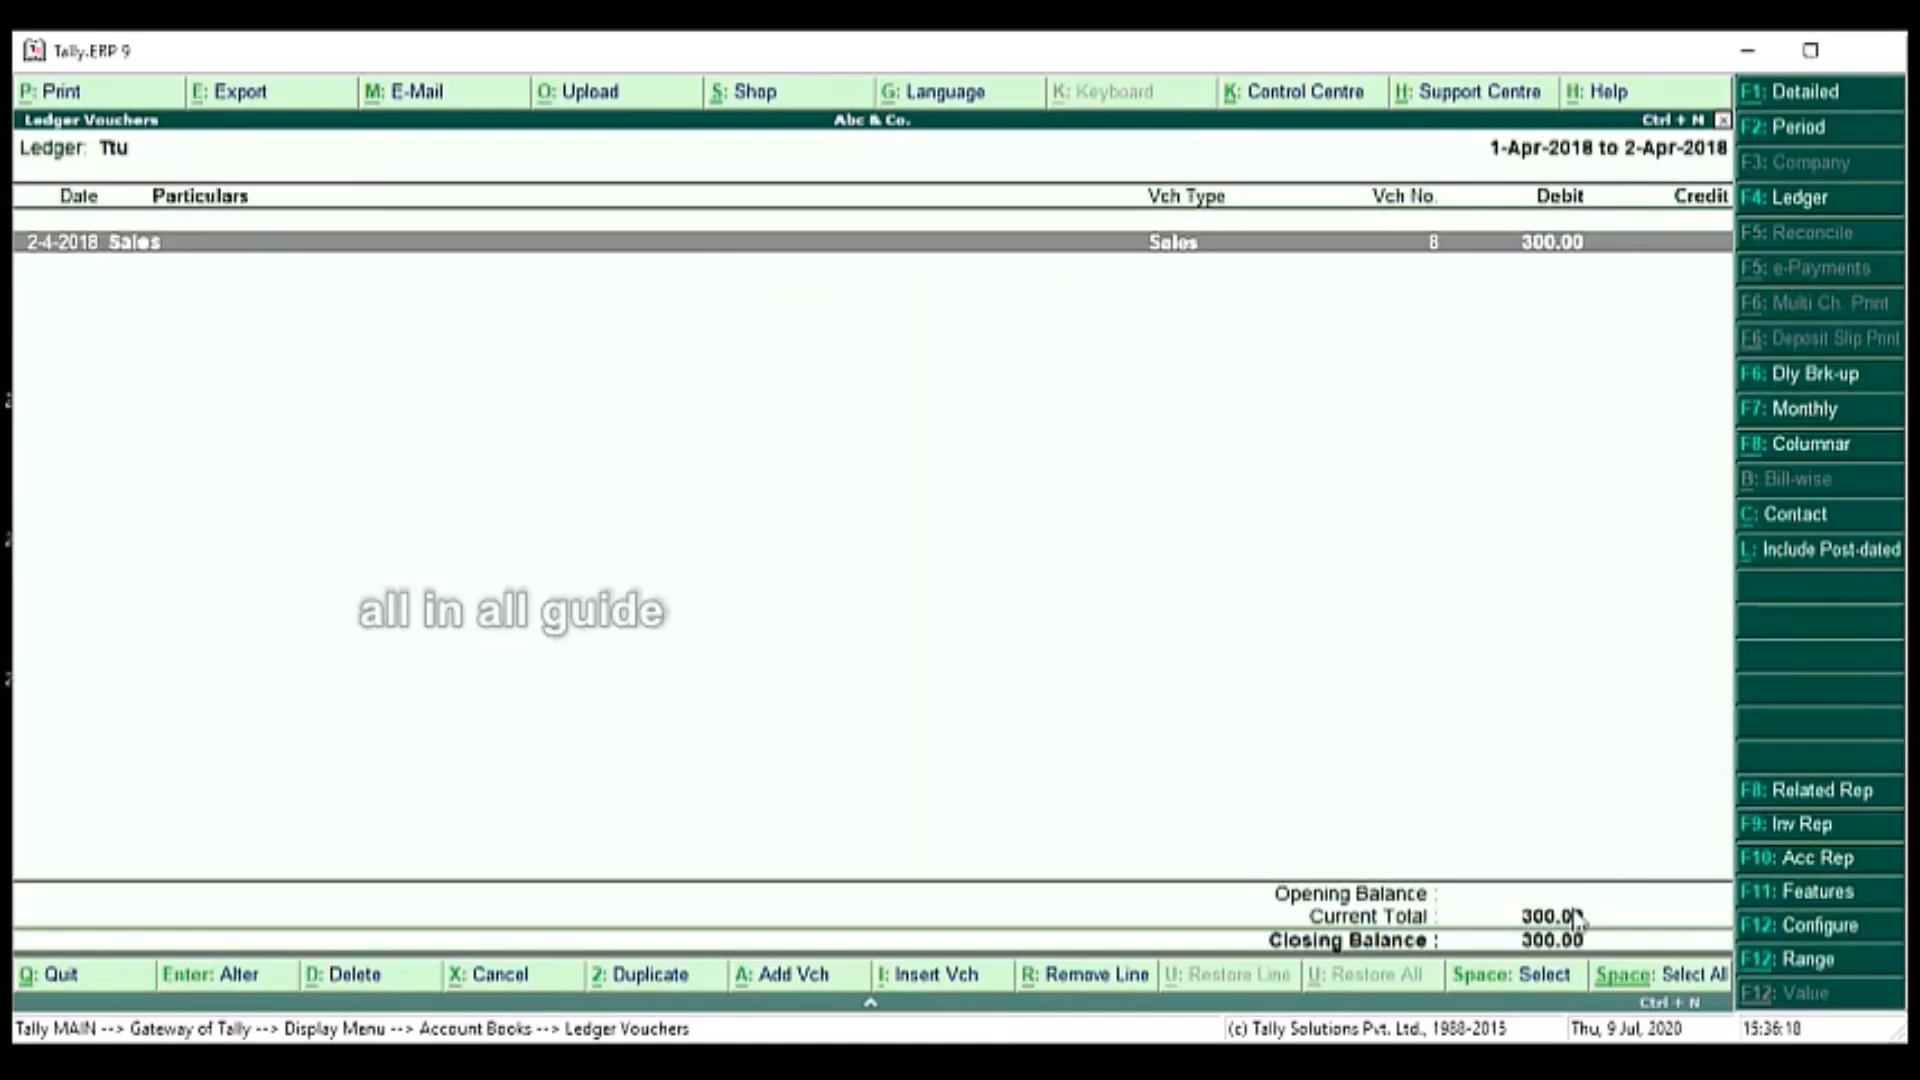 Tally.ERP 9
P: Print E: Export M: E-Mail O: Upload S: Shop G: Language K: Keyboard K: Control Centre H: Support Centre H: Help
Ledger Vouchers Abc & Co. Ctrl + M
Ledger: Ttu 1-Apr-2018 to 2-Apr-2018
Date Particulars Vch Type Vch No. Debit Credit
2-4-2018 Sales Sales 8 300.00
F1: Detailed
F2: Period
F3: Company
F4: Ledger
F5: Reconcile
F5: e-Payments
F6: Multi Ch. Print
F6: Deposit Slip Print
F6: Dly Brk-up
F7: Monthly
F8: Columnar
B: Bill-wise
C: Contact
L: Include Post-dated
all in all guide
F8: Related Rep
F9: Inv Rep
F10: Acc Rep
F11: Features
F12: Configure
F12: Range
F12: Value
Opening Balance :
Current Total : 300.00
Closing Balance : 300.00
Q: Quit Enter: Alter D: Delete X: Cancel 2: Duplicate A: Add Vch I: Insert Vch R: Remove Line U: Restore Line U: Restore All Space: Select Space: Select All
Ctrl + N
Tally MAIN --> Gateway of Tally --> Display Menu --> Account Books --> Ledger Vouchers (c) Tally Solutions Pvt. Ltd., 1988-2015 Thu, 9 Jul, 2020 15:36:18